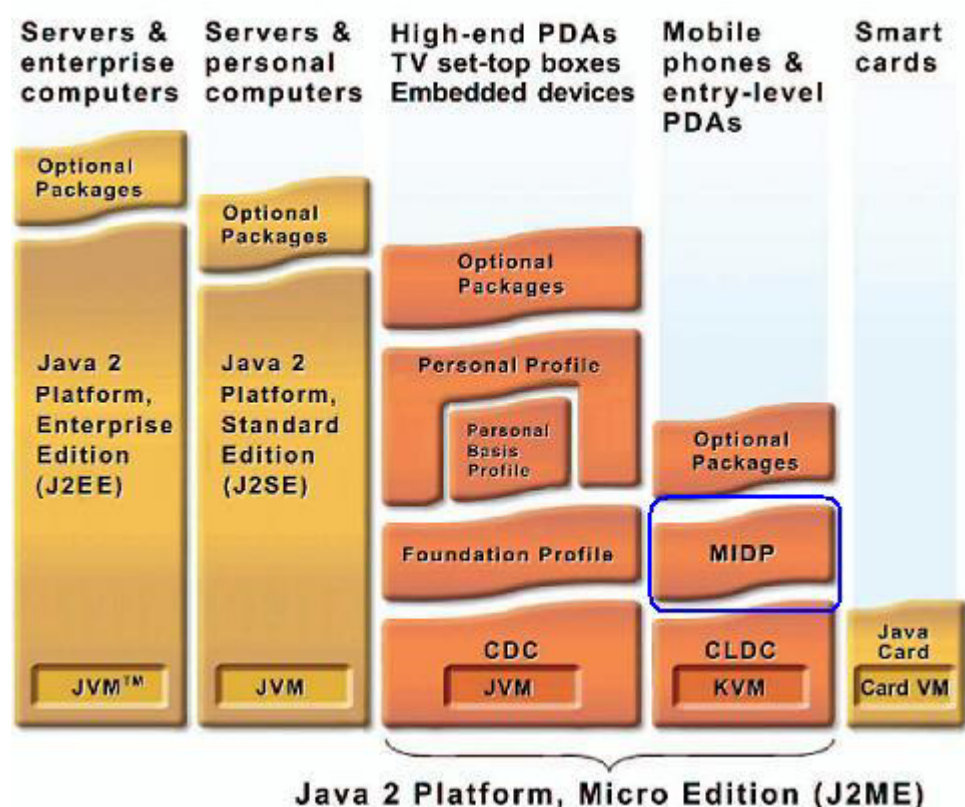 Servers &
enterprise
computers
Servers &
personal
computers
High-end PDAs
TV set-top boxes
Embedded devices
Mobile
phones &
entry-level
PDAs
Smart
cards
Optional
Packages
Java 2
Platform,
Enterprise
Edition
(J2EE)
JVM™
Optional
Packages
Java 2
Platform,
Standard
Edition
(J2SE)
JVM
Optional
Packages
Personal Profile
Personal
Basis
Profile
Foundation Profile
CDC
JVM
Optional
Packages
MIDP
CLDC
KVM
Java
Card
Card VM
Java 2 Platform, Micro Edition (J2ME)